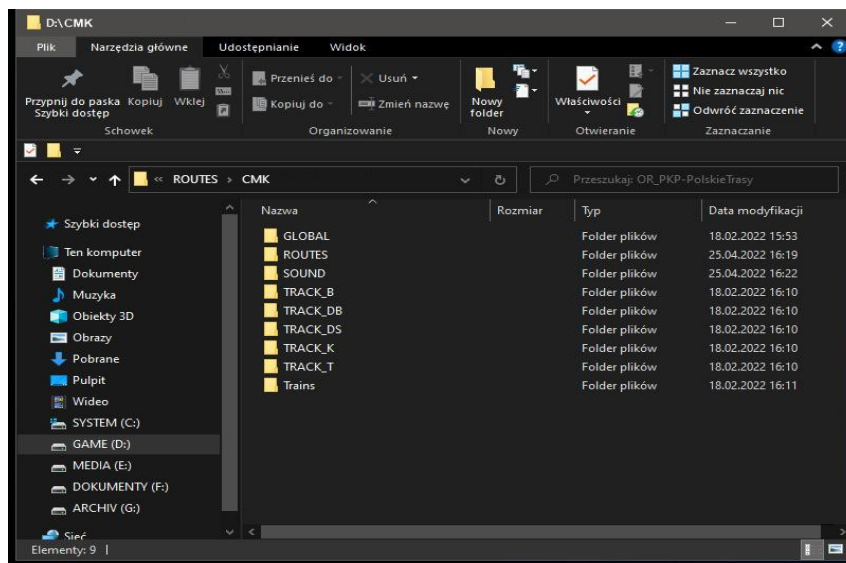 D:\CMK
Plik Narzędzia główne Udostępnianie Widok
Przypnij do paska Szybki dostęp
Kopiuj
Wklej
Schowek
Przenieś do
Kopiuj do
Usuń
Zmień nazwę
Organizowanie
Nowy folder
Nowy
Właściwości
Otwieranie
Zaznacz wszystko
Nie zaznaczaj nic
Odwróć zaznaczenie
Zaznaczanie
« ROUTES > CMK
Przeszukaj: OR_PKP-PolskieTrasy
Szybki dostęp
Ten komputer
Dokumenty
Muzyka
Obiekty 3D
Obrazy
Pobrane
Pulpit
Wideo
SYSTEM (C:)
GAME (D:)
MEDIA (E:)
DOKUMENTY (F:)
ARCHIV (G:)
Sieć
Nazwa Rozmiar Typ Data modyfikacji
GLOBAL Folder plików 18.02.2022 15:53
ROUTES Folder plików 25.04.2022 16:19
SOUND Folder plików 25.04.2022 16:22
TRACK_B Folder plików 18.02.2022 16:10
TRACK_DB Folder plików 18.02.2022 16:10
TRACK_DS Folder plików 18.02.2022 16:10
TRACK_K Folder plików 18.02.2022 16:10
TRACK_T Folder plików 18.02.2022 16:10
Trains Folder plików 18.02.2022 16:11
Elementy: 9